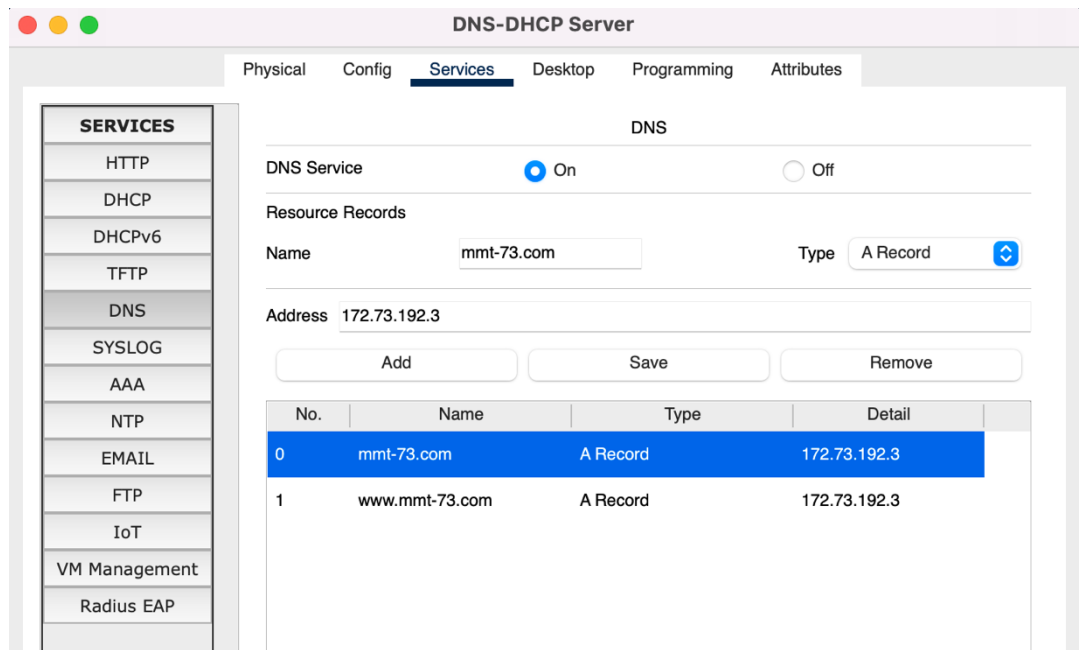 DNS-DHCP Server
Physical Config Services Desktop Programming Attributes
SERVICES
HTTP
DHCP
DHCPv6
TFTP
DNS
SYSLOG
AAA
NTP
EMAIL
FTP
IoT
VM Management
Radius EAP
DNS
DNS Service On Off
Resource Records
Name mmt-73.com Type A Record
Address 172.73.192.3
Add Save Remove
No. Name Type Detail
0 mmt-73.com A Record 172.73.192.3
1 www.mmt-73.com A Record 172.73.192.3